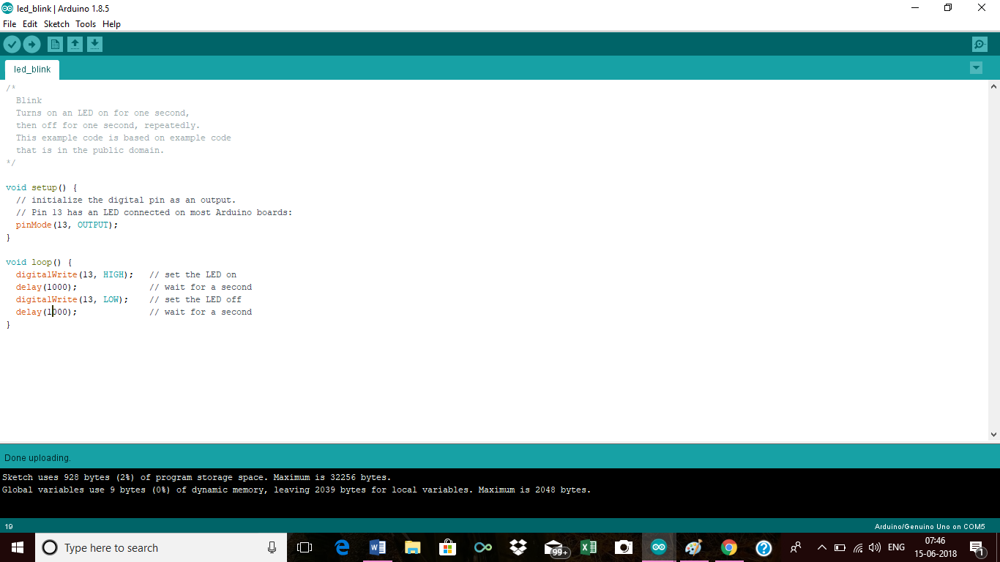 led_blink | Arduino 1.8.5
File Edit Sketch Tools Help
led_blink
/*
  Blink
  Turns on an LED on for one second,
  then off for one second, repeatedly.
  This example code is based on example code
  that is in the public domain.
*/
void setup() {
  // initialize the digital pin as an output.
  // Pin 13 has an LED connected on most Arduino boards:
  pinMode(13, OUTPUT);
}
void loop() {
  digitalWrite(13, HIGH);   // set the LED on
  delay(1000);              // wait for a second
  digitalWrite(13, LOW);    // set the LED off
  delay(1000);              // wait for a second
}
Done uploading.
Sketch uses 928 bytes (2%) of program storage space. Maximum is 32256 bytes.
Global variables use 9 bytes (0%) of dynamic memory, leaving 2039 bytes for local variables. Maximum is 2048 bytes.
19 Arduino/Genuino Uno on COM5
Type here to search 99+ ENG 07:46
15-06-2018 1